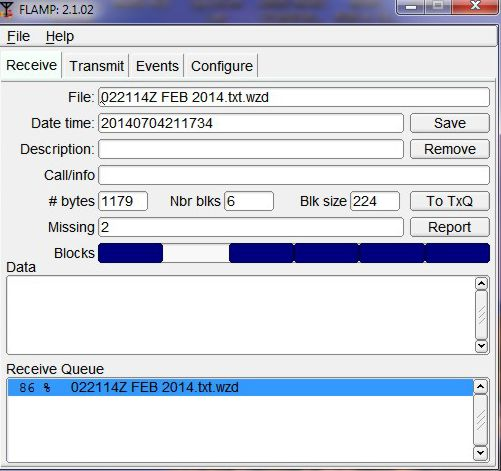 FLAMP: 2.1.02
File Help
Receive Transmit Events Configure
File: 022114Z FEB 2014.txt.wzd
Date time: 20140704211734 Save
Description: Remove
Call/info
# bytes 1179 Nbr blks 6 Blk size 224 To TxQ
Missing 2 Report
Blocks
Data
Receive Queue
86 % 022114Z FEB 2014.txt.wzd